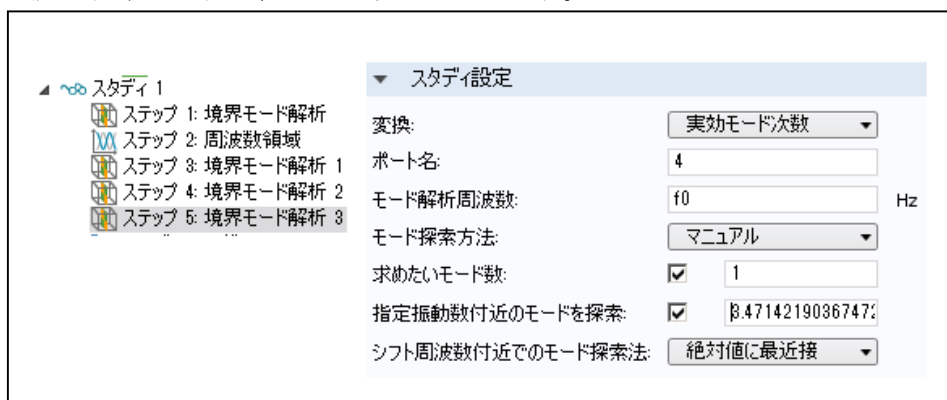 スタディ 1
ステップ 1: 境界モード解析
ステップ 2: 周波数領域
ステップ 3: 境界モード解析 1
ステップ 4: 境界モード解析 2
ステップ 5: 境界モード解析 3
スタディ設定
変換: 実効モード次数
ポート名: 4
モード解析周波数: f0 Hz
モード探索方法: マニュアル
求めたいモード数: 1
指定振動数付近のモードを探索: 3.47142190367472
シフト周波数付近でのモード探索法: 絶対値に最近接